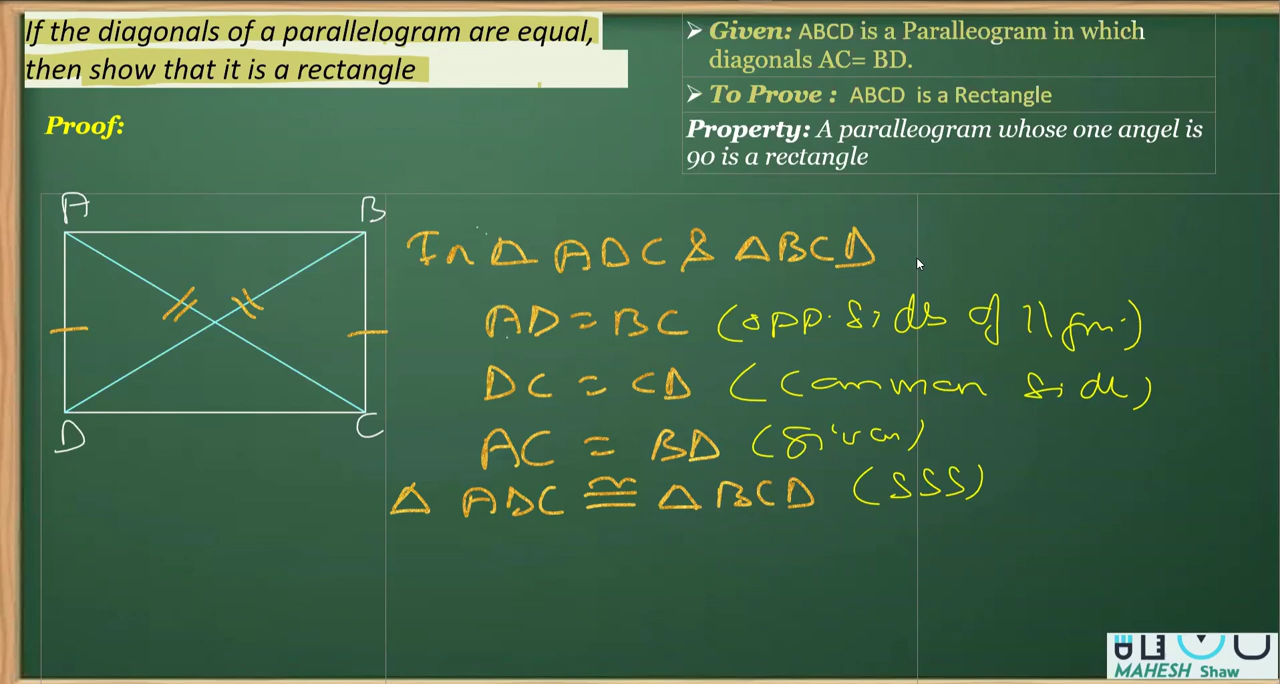 If the diagonals of a parallelogram are equal,
then show that it is a rectangle
Proof:
➢ Given: ABCD is a Paralleogram in which
diagonals AC= BD.
➢ To Prove : ABCD is a Rectangle
Property: A paralleogram whose one angel is
90 is a rectangle
A
B
D
C
In Δ ADC & Δ BCD
AD = BC (opp. sides of ||gm.)
DC = CD (common side)
AC = BD (given)
Δ ADC ≅ Δ BCD (SSS)
MAHESH Shaw